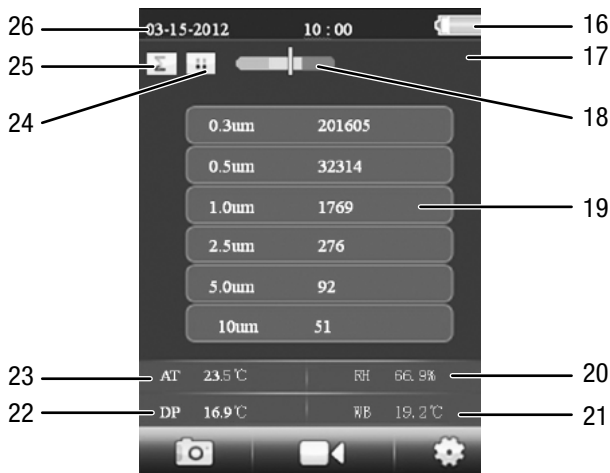 26 03-15-2012 10:00 16
25 Σ 17
24 18
0.3um 201605
0.5um 32314
1.0um 1769 19
2.5um 276
5.0um 92
10um 51
23 AT 23.5℃ RH 66.9% 20
22 DP 16.9℃ WB 19.2℃ 21